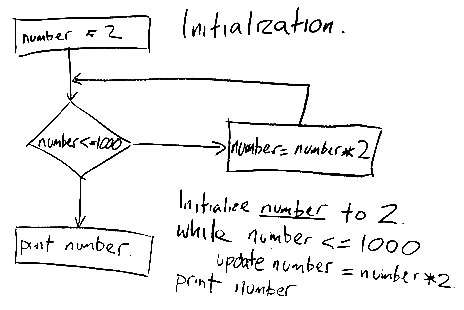 number = 2
Initialization.
number<=1000
number = number * 2
print number.
Initialise number to 2.
while number <= 1000
update number = number * 2.
print number